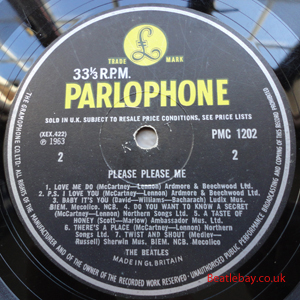 £
TRADE MARK
33⅓ R.P.M.
PARLOPHONE
SOLD IN U.K. SUBJECT TO RESALE PRICE CONDITIONS, SEE PRICE LISTS
(XEX.422)
℗ 1963
PMC 1202
2
2
PLEASE PLEASE ME
1. LOVE ME DO (McCartney—Lennon) Ardmore & Beechwood Ltd.
2. P.S. I LOVE YOU (McCartney—Lennon) Ardmore & Beechwood Ltd.
3. BABY IT'S YOU (David—Williams—Bacharach) Ludix Mus.
BIEM. Mecolico. NCB. 4. DO YOU WANT TO KNOW A SECRET
(McCartney—Lennon) Northern Songs Ltd. 5. A TASTE OF
HONEY (Scott—Marlow) Ambassador Mus. Ltd.
6. THERE'S A PLACE (McCartney—Lennon) Northern
Songs Ltd. 7. TWIST AND SHOUT (Medley—
Russell) Sherwin Mus. BIEM. NCB. Mecolico
THE BEATLES
MADE IN GT. BRITAIN
THE GRAMOPHONE CO. LTD. ALL RIGHTS OF THE MANUFACTURER AND OF THE OWNER OF THE RECORDED WORK RESERVED · UNAUTHORISED PUBLIC PERFORMANCE BROADCASTING AND COPYING OF THIS RECORD PROHIBITED
Beatlebay.co.uk